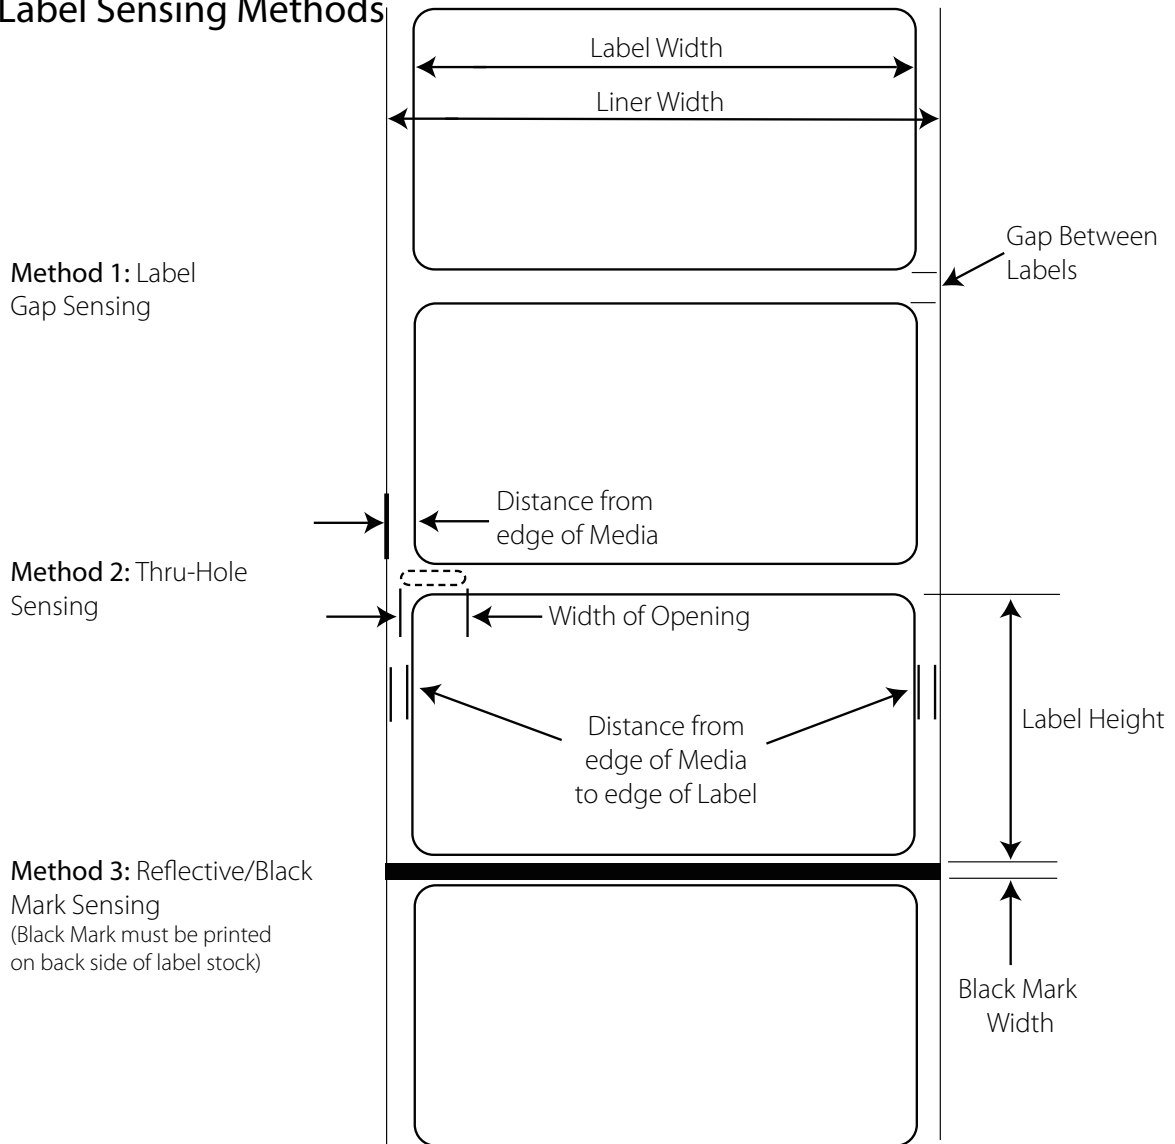 Label Sensing Methods
Label Width
Liner Width
Gap Between
Labels
Method 1: Label
Gap Sensing
Distance from
edge of Media
Method 2: Thru-Hole
Sensing
Width of Opening
Distance from
edge of Media
to edge of Label
Label Height
Method 3: Reflective/Black
Mark Sensing
(Black Mark must be printed
on back side of label stock)
Black Mark
Width